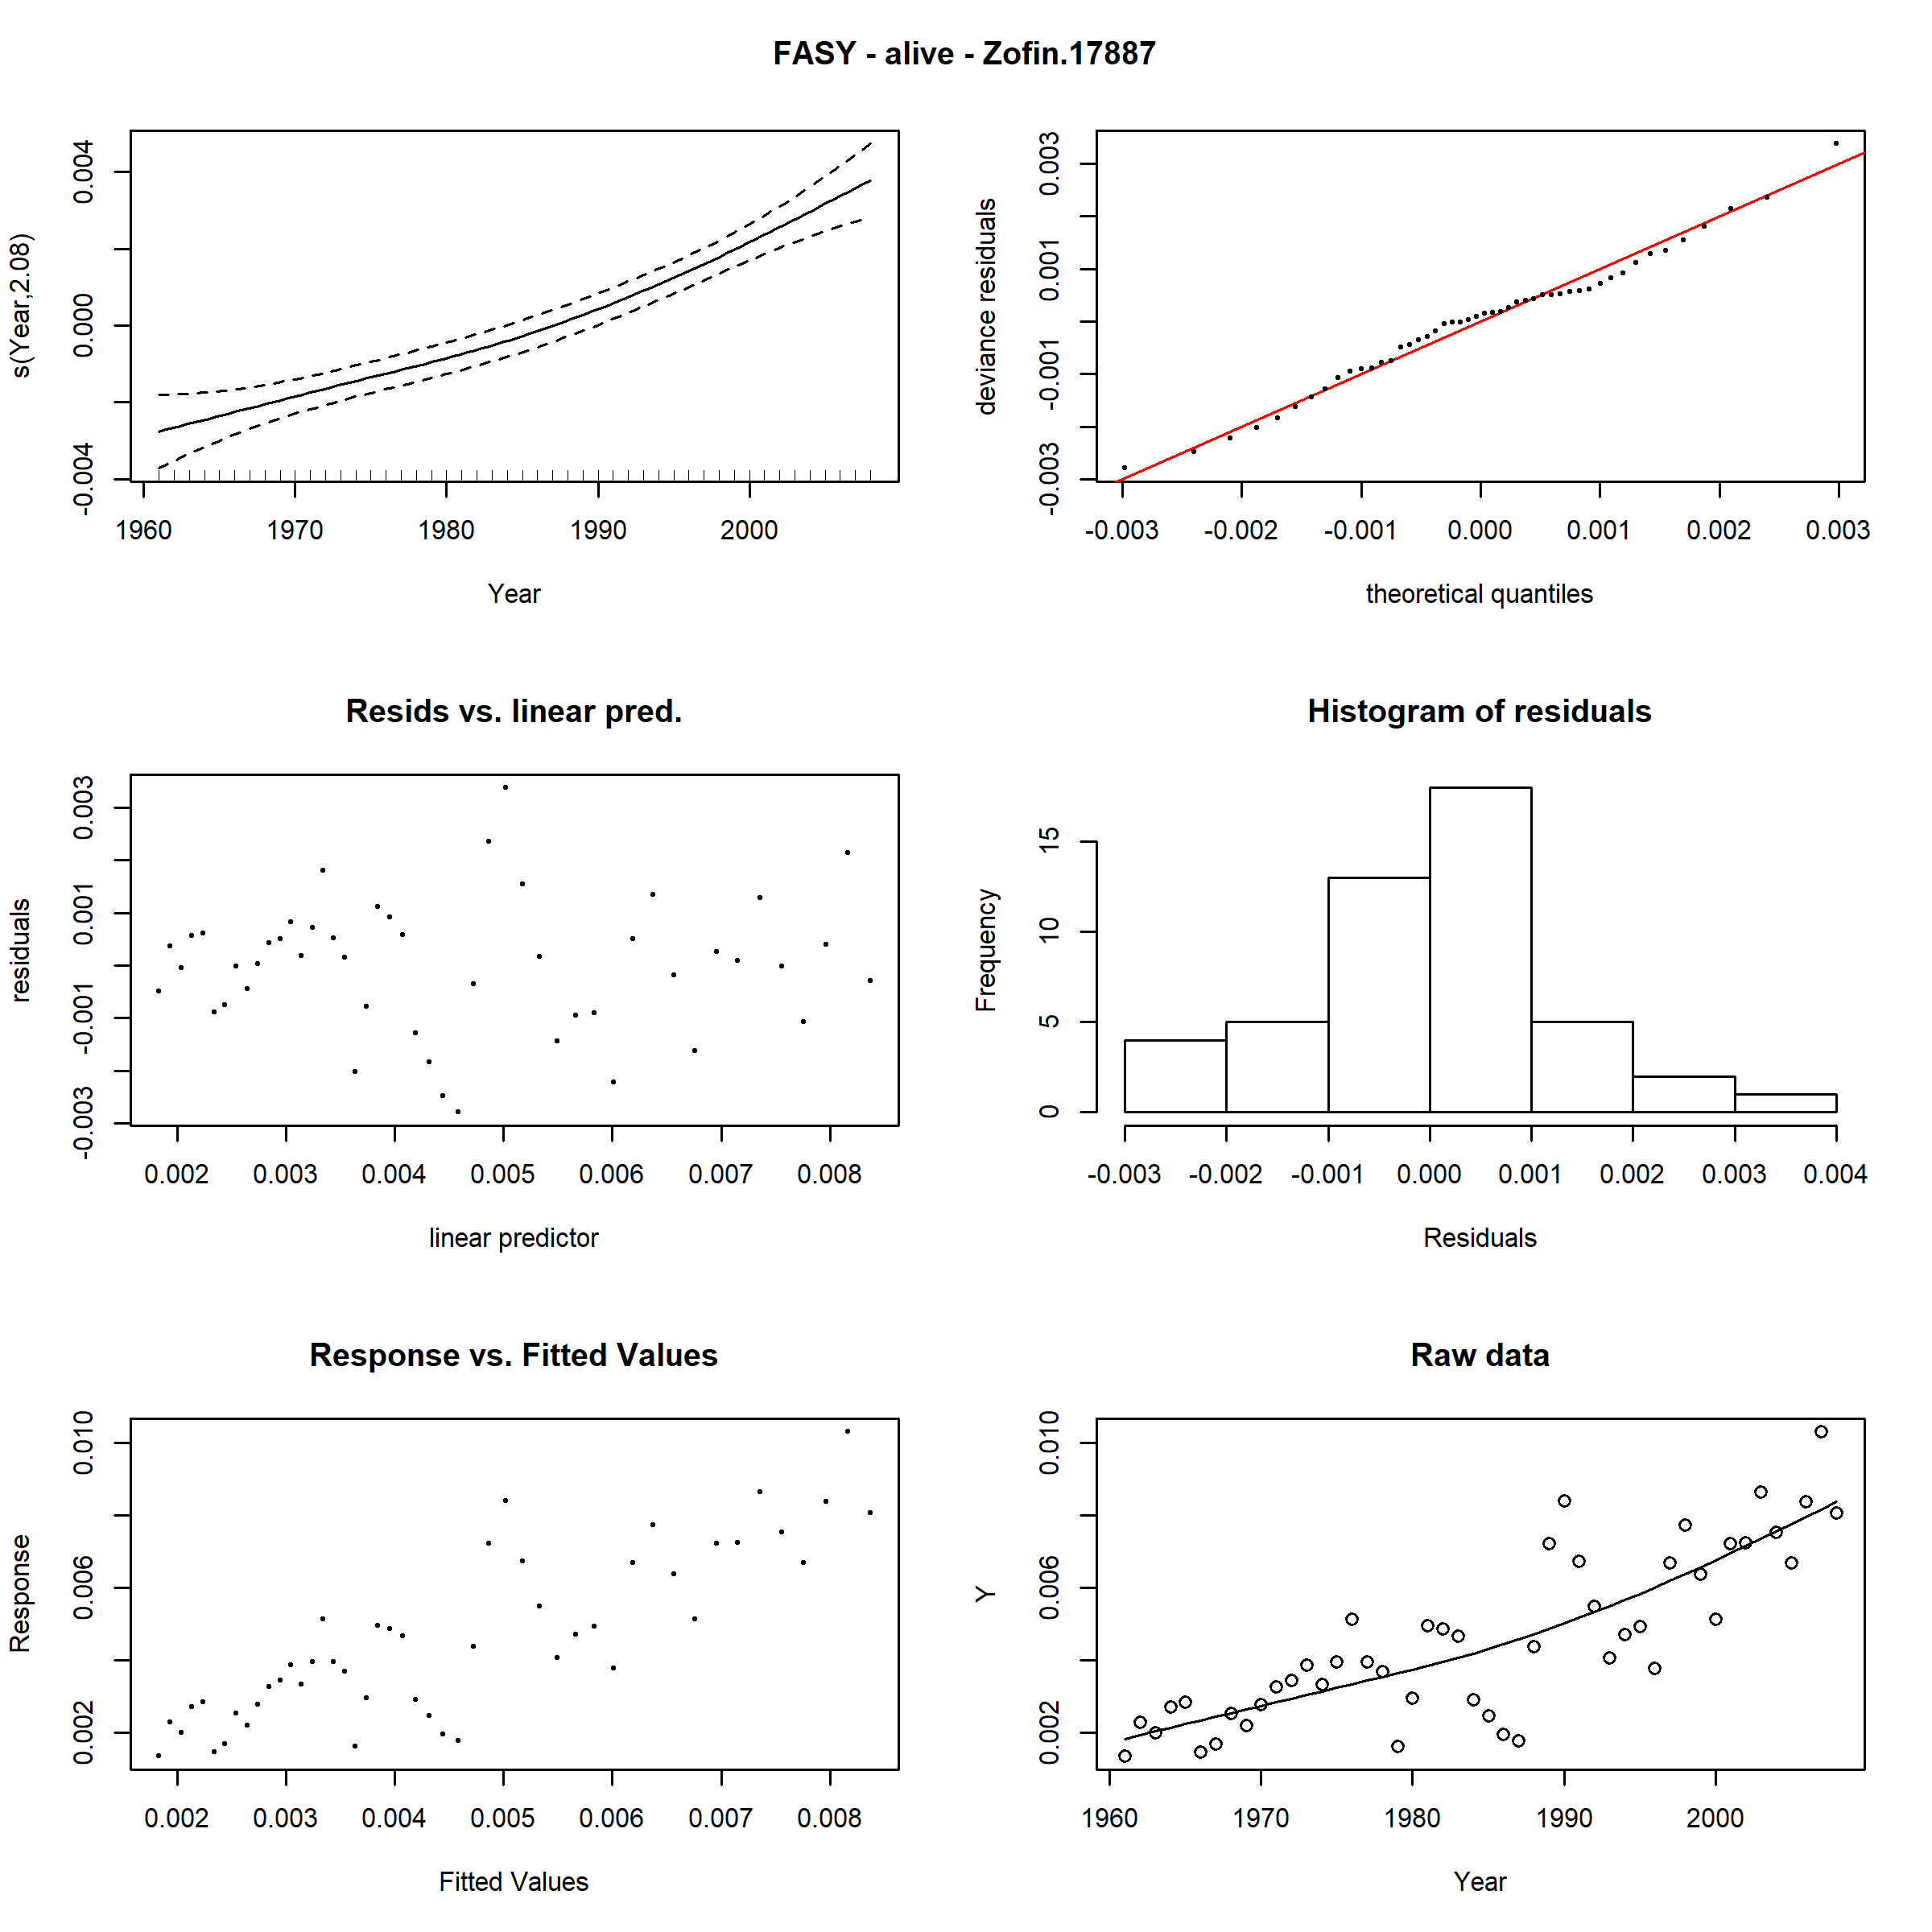 FASY - alive - Zofin.17887
s(Year,2.08)
-0.004 0.000 0.004
1960 1970 1980 1990 2000
Year
deviance residuals
-0.003 -0.001 0.001 0.003
-0.003 -0.002 -0.001 0.000 0.001 0.002 0.003
theoretical quantiles
Resids vs. linear pred.
residuals
-0.003 -0.001 0.001 0.003
0.002 0.003 0.004 0.005 0.006 0.007 0.008
linear predictor
Histogram of residuals
Frequency
0 5 10 15
-0.003 -0.002 -0.001 0.000 0.001 0.002 0.003 0.004
Residuals
Response vs. Fitted Values
Response
0.002 0.006 0.010
0.002 0.003 0.004 0.005 0.006 0.007 0.008
Fitted Values
Raw data
Y
0.002 0.006 0.010
1960 1970 1980 1990 2000
Year